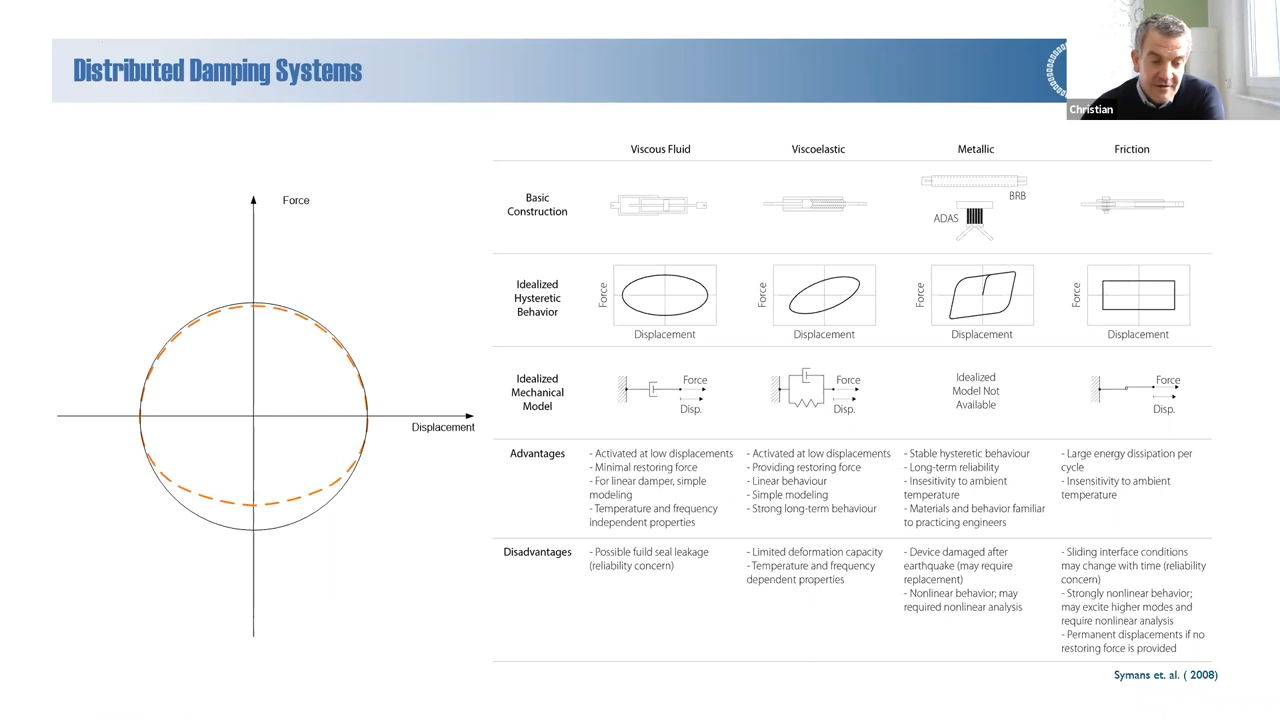 Distributed Damping Systems
Christian
Force
Displacement
Viscous Fluid
Viscoelastic
Metallic
Friction
Basic
Construction
BRB
ADAS
Idealized
Hysteretic
Behavior
Force
Displacement
Force
Displacement
Force
Displacement
Force
Displacement
Idealized
Mechanical
Model
Force
Disp.
Force
Disp.
Idealized
Model Not
Available
Force
Disp.
Advantages
- Activated at low displacements
- Minimal restoring force
- For linear damper, simple
modeling
- Temperature and frequency
independent properties
- Activated at low displacements
- Providing restoring force
- Linear behaviour
- Simple modeling
- Strong long-term behaviour
- Stable hysteretic behaviour
- Long-term reliability
- Insesitivity to ambient
temperature
- Materials and behavior familiar
to practicing engineers
- Large energy dissipation per
cycle
- Insensitivity to ambient
temperature
Disadvantages
- Possible fuild seal leakage
(reliability concern)
- Limited deformation capacity
- Temperature and frequency
dependent properties
- Device damaged after
earthquake (may require
replacement)
- Nonlinear behavior; may
required nonlinear analysis
- Sliding interface conditions
may change with time (reliability
concern)
- Strongly nonlinear behavior;
may excite higher modes and
require nonlinear analysis
- Permanent displacements if no
restoring force is provided
Symans et. al. ( 2008)